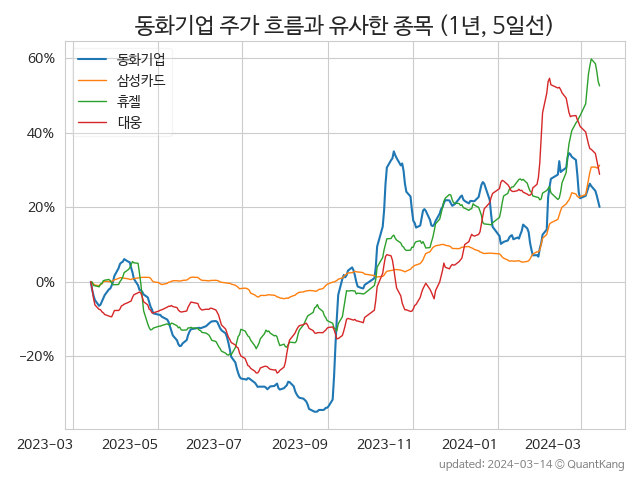 동화기업 주가 흐름과 유사한 종목 (1년, 5일선)
동화기업
삼성카드
휴젤
대웅
60%
40%
20%
0%
−20%
2023-03 2023-05 2023-07 2023-09 2023-11 2024-01 2024-03
updated: 2024-03-14 © QuantKang